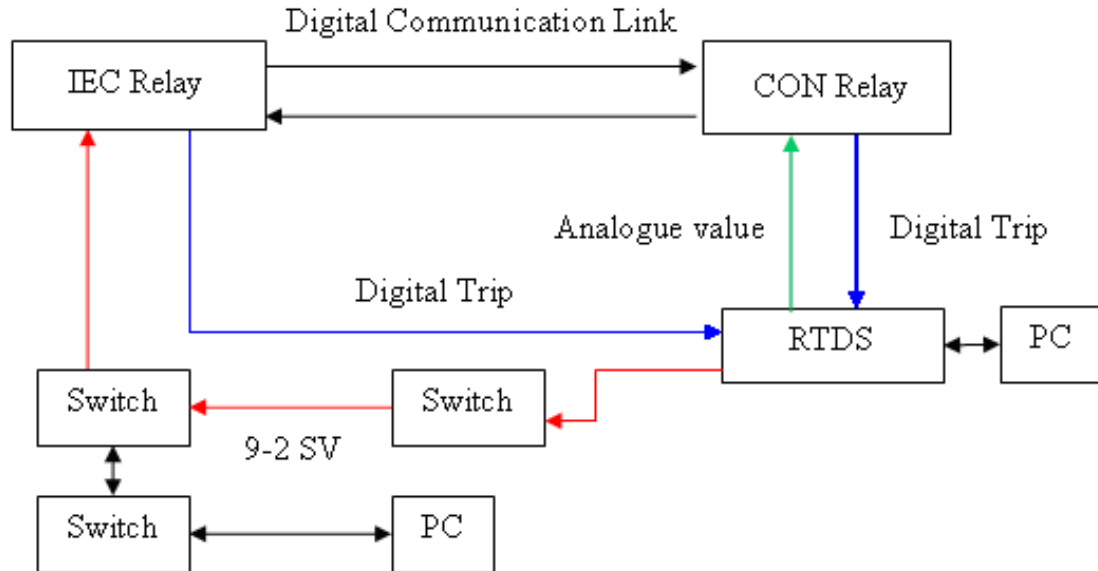 Digital Communication Link
IEC Relay
CON Relay
Analogue value
Digital Trip
Digital Trip
RTDS
PC
Switch
Switch
9-2 SV
Switch
PC